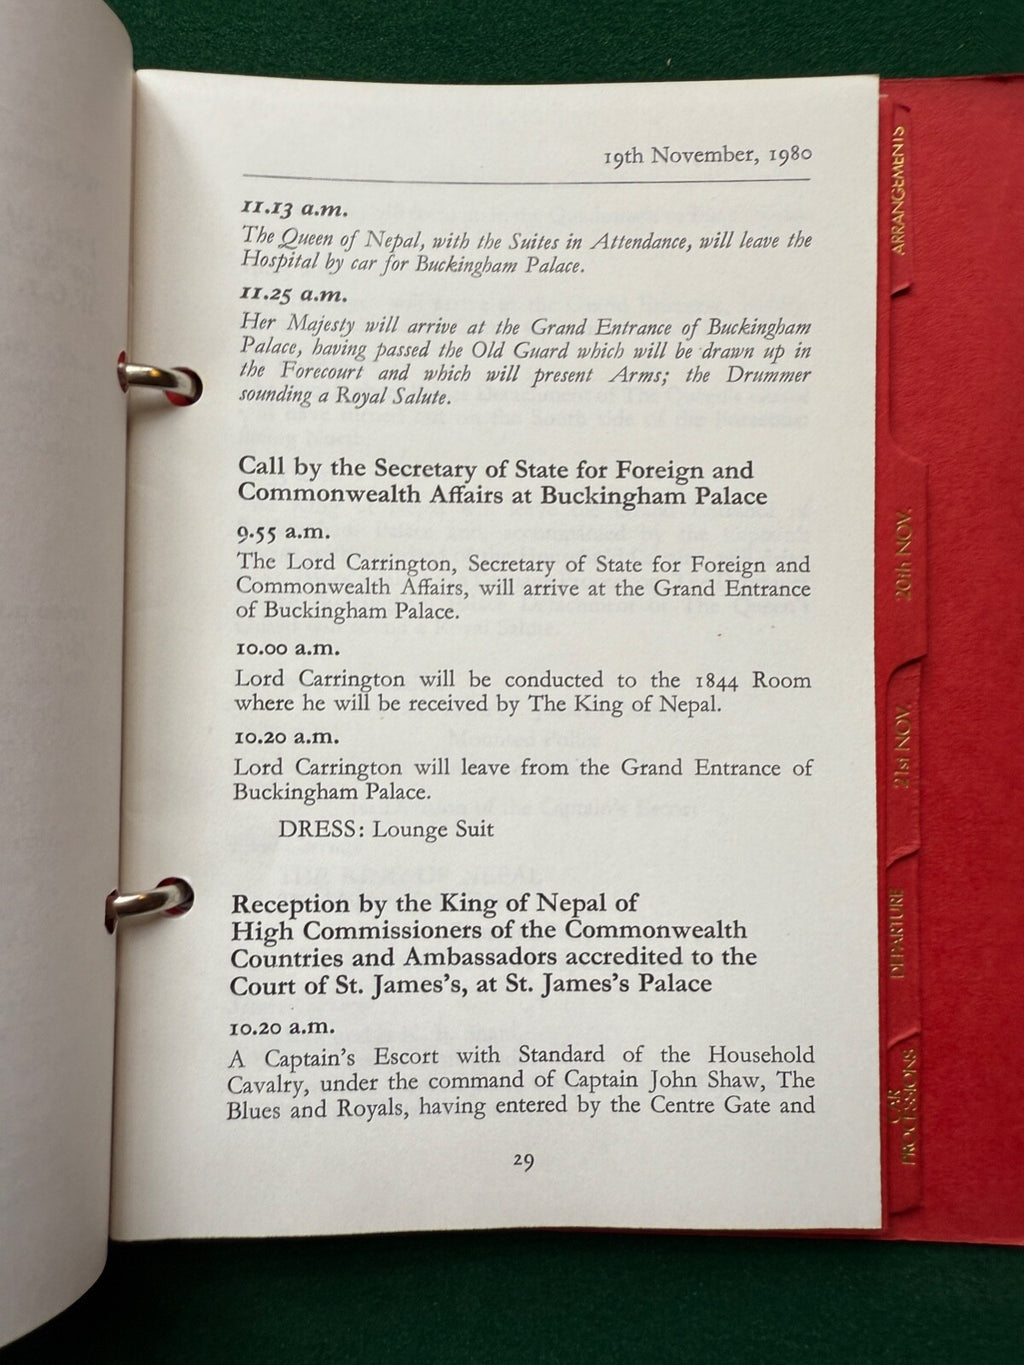 19th November, 1980
11.13 a.m.
The Queen of Nepal, with the Suites in Attendance, will leave the
Hospital by car for Buckingham Palace.
11.25 a.m.
Her Majesty will arrive at the Grand Entrance of Buckingham
Palace, having passed the Old Guard which will be drawn up in
the Forecourt and which will present Arms; the Drummer
sounding a Royal Salute.
Call by the Secretary of State for Foreign and
Commonwealth Affairs at Buckingham Palace
9.55 a.m.
The Lord Carrington, Secretary of State for Foreign and
Commonwealth Affairs, will arrive at the Grand Entrance
of Buckingham Palace.
10.00 a.m.
Lord Carrington will be conducted to the 1844 Room
where he will be received by The King of Nepal.
10.20 a.m.
Lord Carrington will leave from the Grand Entrance of
Buckingham Palace.
DRESS: Lounge Suit
Reception by the King of Nepal of
High Commissioners of the Commonwealth
Countries and Ambassadors accredited to the
Court of St. James's, at St. James's Palace
10.20 a.m.
A Captain's Escort with Standard of the Household
Cavalry, under the command of Captain John Shaw, The
Blues and Royals, having entered by the Centre Gate and
29
ARRANGEMENTS
20th NOV.
21st NOV.
DEPARTURE
CAR
PROCESSIONS